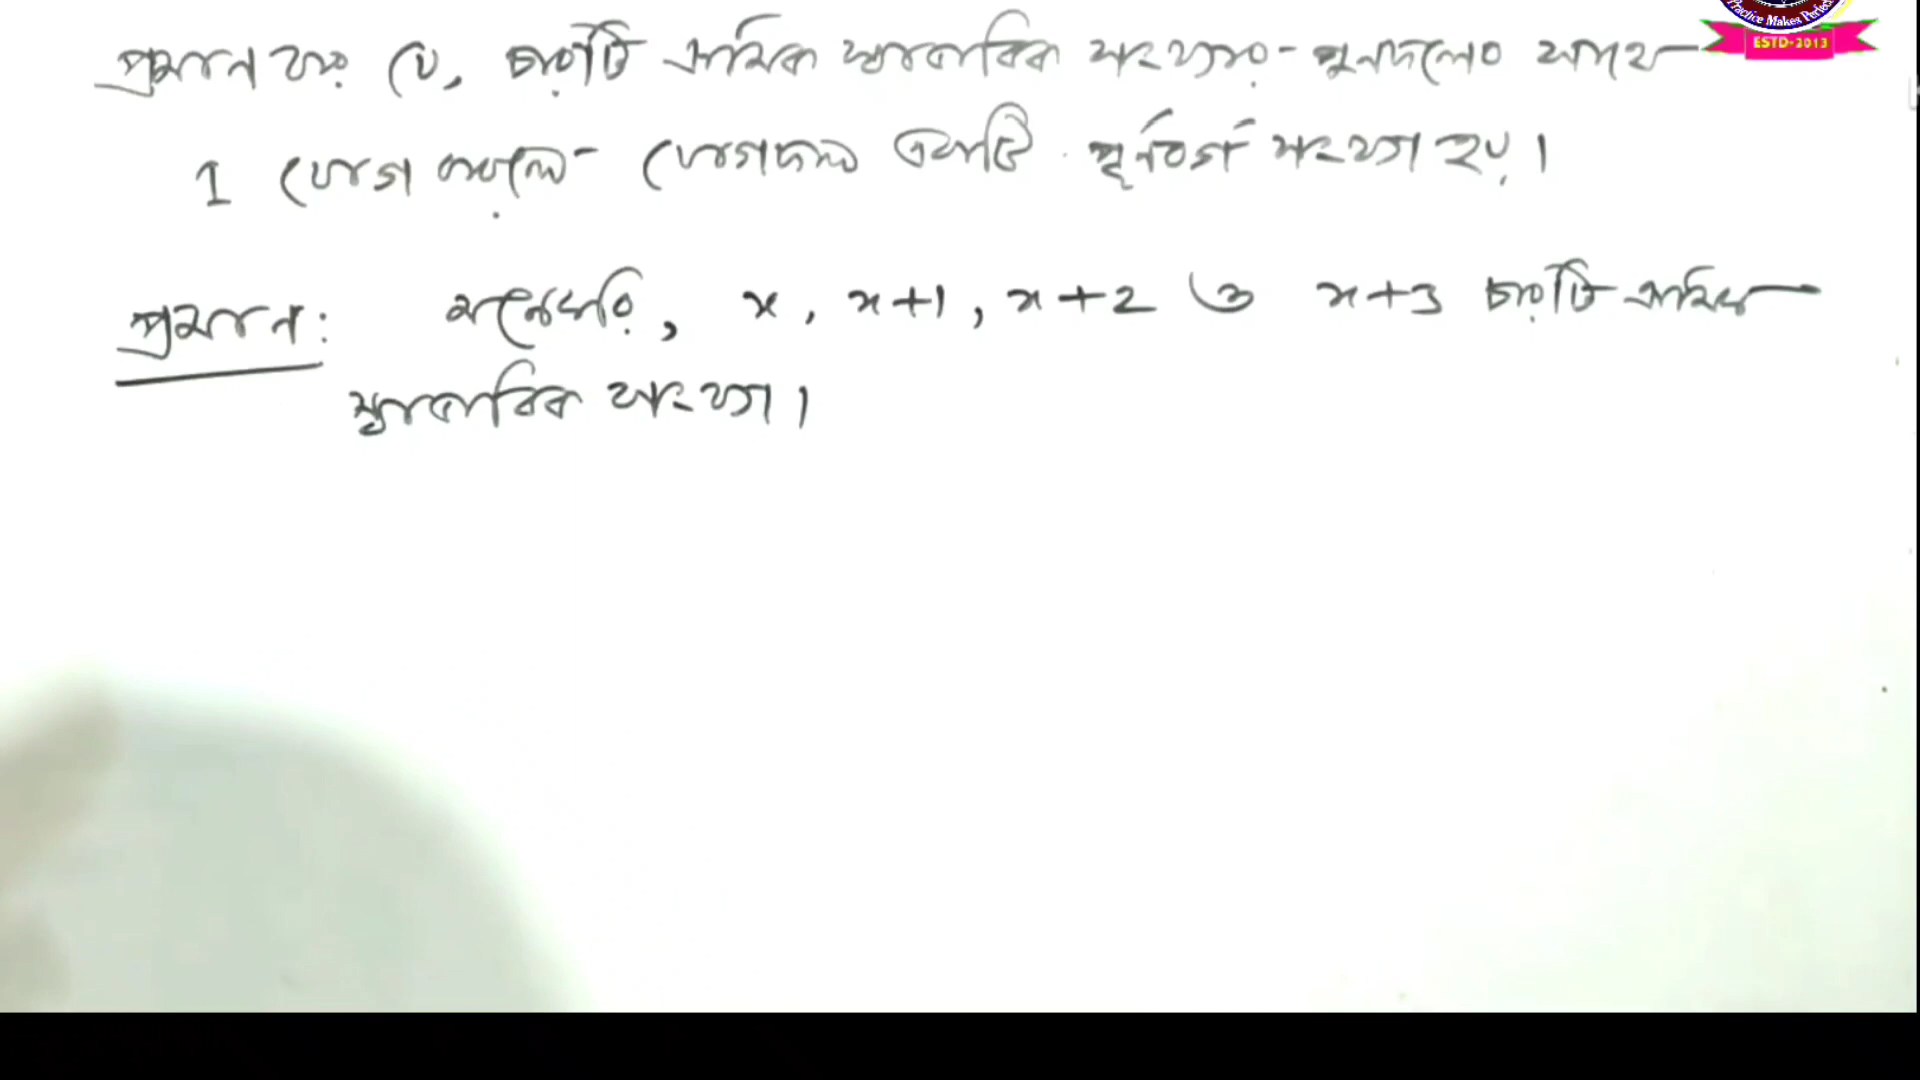 Practice Makes Perfect
ESTD-2013
প্রমাণ কর যে, চারটি ক্রমিক স্বাভাবিক সংখ্যার গুণফলের সাথে
1 যোগ করলে যোগফল একটি পূর্ণবর্গ সংখ্যা হয়।
প্রমাণ: মনেকরি, x, x+1, x+2 ও x+3 চারটি ক্রমিক
স্বাভাবিক সংখ্যা।